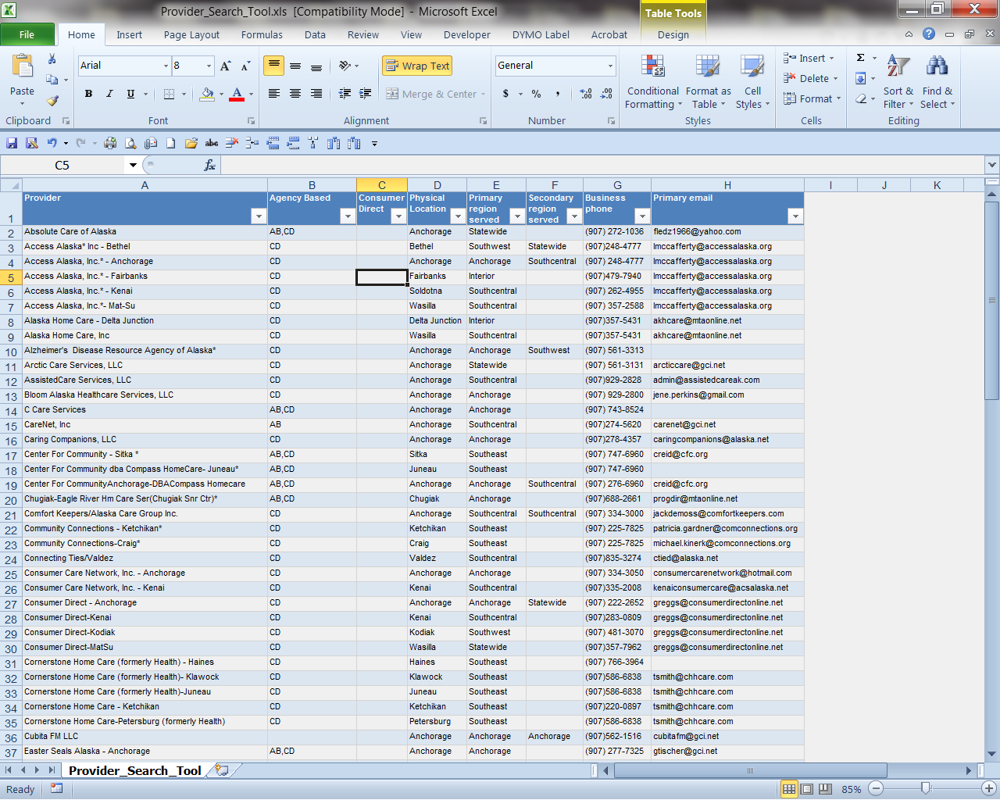 Provider_Search_Tool.xls  [Compatibility Mode]  -  Microsoft Excel
Table Tools
File Home Insert Page Layout Formulas Data Review View Developer DYMO Label Acrobat Design
Arial 8 Wrap Text General Insert
Paste Conditional Formatting Format as Table Cell Styles Delete Sort & Filter Find & Select
B I U Merge & Center $ % , Format
Clipboard Font Alignment Number Styles Cells Editing
C5 fx
A B C D E F G H I J K
1 Provider Agency Based Consumer Direct Physical Location Primary region served Secondary region served Business phone Primary email
2 Absolute Care of Alaska AB,CD Anchorage Statewide (907) 272-1036 fledz1966@yahoo.com
3 Access Alaska* Inc - Bethel CD Bethel Southwest Statewide (907)248-4777 lmccafferty@accessalaska.org
4 Access Alaska, Inc.* - Anchorage CD Anchorage Anchorage Southcentral (907) 248-4777 lmccafferty@accessalaska.org
5 Access Alaska, Inc.* - Fairbanks CD Fairbanks Interior (907)479-7940 lmccafferty@accessalaska.org
6 Access Alaska, Inc.* - Kenai CD Soldotna Southcentral (907) 262-4955 lmccafferty@accessalaska.org
7 Access Alaska, Inc.*- Mat-Su CD Wasilla Southcentral (907) 357-2588 lmccafferty@accessalaska.org
8 Alaska Home Care - Delta Junction CD Delta Junction Interior (907)357-5431 akhcare@mtaonline.net
9 Alaska Home Care, Inc CD Wasilla Southcentral (907)357-5431 akhcare@mtaonline.net
10 Alzheimer's  Disease Resource Agency of Alaska* CD Anchorage Anchorage Southwest (907) 561-3313
11 Arctic Care Services, LLC CD Anchorage Statewide (907) 561-3131 arcticcare@gci.net
12 AssistedCare Services, LLC CD Anchorage Southcentral (907)929-2828 admin@assistedcareak.com
13 Bloom Alaska Healthcare Services, LLC CD Anchorage Anchorage (907) 929-2800 jene.perkins@gmail.com
14 C Care Services AB,CD Anchorage Anchorage (907) 743-8524
15 CareNet, Inc AB Anchorage Southcentral (907)274-5620 carenet@gci.net
16 Caring Companions, LLC CD Anchorage Anchorage (907)278-4357 caringcompanions@alaska.net
17 Center For Community - Sitka * AB,CD Sitka Southeast (907) 747-6960 creid@cfc.org
18 Center For Community dba Compass HomeCare- Juneau* AB,CD Juneau Southeast (907) 747-6960
19 Center For CommunityAnchorage-DBACompass Homecare AB,CD Anchorage Anchorage Southcentral (907) 276-6960 creid@cfc.org
20 Chugiak-Eagle River Hm Care Ser(Chugiak Snr Ctr)* AB,CD Chugiak Anchorage (907)688-2661 progdir@mtaonline.net
21 Comfort Keepers/Alaska Care Group Inc. CD Anchorage Southcentral Southcentral (907) 334-3000 jackdemoss@comfortkeepers.com
22 Community Connections - Ketchikan* CD Ketchikan Southeast (907) 225-7825 patricia.gardner@comconnections.org
23 Community Connections-Craig* CD Craig Southeast (907) 225-7825 michael.kinerk@comconnections.org
24 Connecting Ties/Valdez CD Valdez Southcentral (907)835-3274 ctied@alaska.net
25 Consumer Care Network, Inc. - Anchorage CD Anchorage Anchorage (907) 334-3050 consumercarenetwork@hotmail.com
26 Consumer Care Network, Inc. - Kenai CD Kenai Southcentral (907)335-2008 kenaiconsumercare@acsalaska.net
27 Consumer Direct - Anchorage CD Anchorage Anchorage Statewide (907) 222-2652 greggs@consumerdirectonline.net
28 Consumer Direct-Kenai CD Kenai Southcentral (907)283-0809 greggs@consumerdirectonline.net
29 Consumer Direct-Kodiak CD Kodiak Southwest (907) 481-3070 greggs@consumerdirectonline.net
30 Consumer Direct-MatSu CD Wasilla Statewide (907)357-7962 greggs@consumerdirectonline.net
31 Cornerstone Home Care (formerly Health) - Haines CD Haines Southeast (907) 766-3964
32 Cornerstone Home Care (formerly Health)- Klawock CD Klawock Southeast (907)586-6838 tsmith@chhcare.com
33 Cornerstone Home Care (formerly Health)-Juneau CD Juneau Southeast (907)586-6838 tsmith@chhcare.com
34 Cornerstone Home Care - Ketchikan CD Ketchikan Southeast (907)220-0897 tsmith@chhcare.com
35 Cornerstone Home Care-Petersburg (formerly Health) CD Petersburg Southeast (907)586-6838 tsmith@chhcare.com
36 Cubita FM LLC Anchorage Anchorage Anchorage (907)562-1516 cubitafm@gci.net
37 Easter Seals Alaska - Anchorage AB,CD Anchorage Anchorage (907) 277-7325 gtischer@gci.net
Provider_Search_Tool
Ready 85%